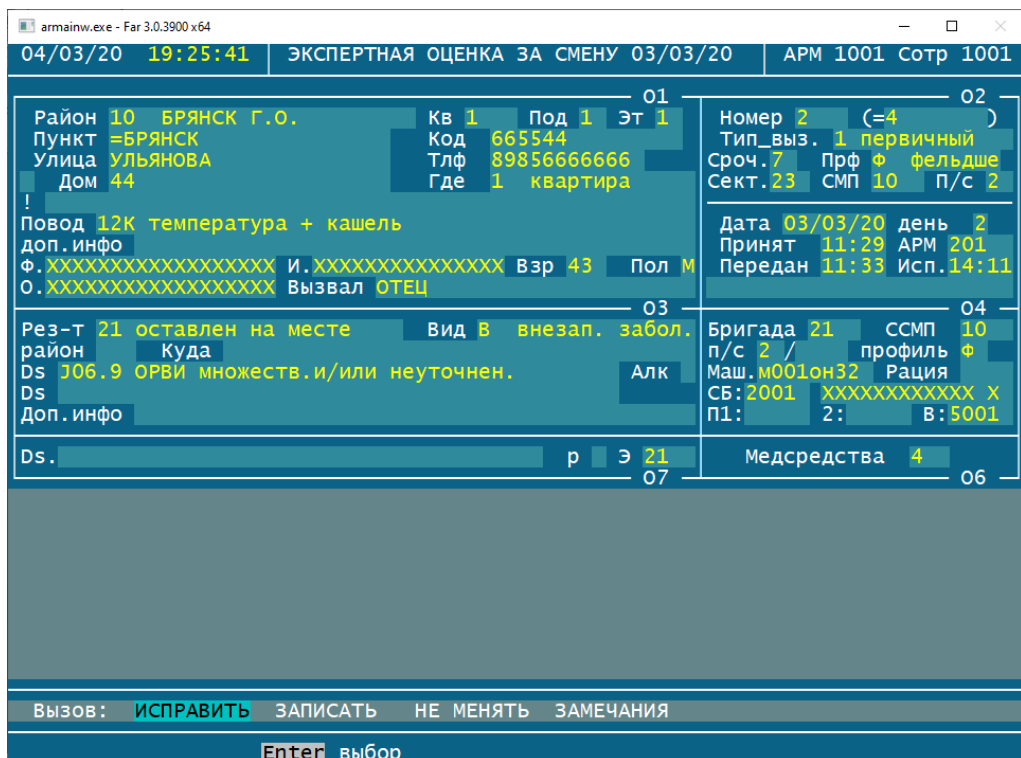 armainw.exe - Far 3.0.3900 x64
04/03/20 19:25:41 ЭКСПЕРТНАЯ ОЦЕНКА ЗА СМЕНУ 03/03/20 АРМ 1001 Сотр 1001
01 02
Район 10 БРЯНСК Г.О. Кв 1 Под 1 Эт 1 Номер 2 (=4 )
Пункт =БРЯНСК Код 665544 Тип_выз. 1 первичный
Улица УЛЬЯНОВА Тлф 89856666666 Сроч.7 Прф Ф фельдше
Дом 44 Где 1 квартира Сект.23 СМП 10 П/с 2
!
Повод 12К температура + кашель Дата 03/03/20 день 2
доп.инфо Принят 11:29 АРМ 201
Ф.XXXXXXXXXXXXXXXXXX И.XXXXXXXXXXXXXXX Взр 43 Пол М Передан 11:33 Исп.14:11
О.XXXXXXXXXXXXXXXXXX Вызвал ОТЕЦ
03 04
Рез-т 21 оставлен на месте Вид В внезап. забол. Бригада 21 ССМП 10
район Куда п/с 2 / профиль Ф
Ds J06.9 ОРВИ множеств.и/или неуточнен. Алк Маш.м001он32 Рация
Ds СБ:2001 XXXXXXXXXXXX X
Доп.инфо П1: 2: В:5001
Ds. р Э 21 Медсредства 4
07 06
Вызов: ИСПРАВИТЬ ЗАПИСАТЬ НЕ МЕНЯТЬ ЗАМЕЧАНИЯ
Enter выбор